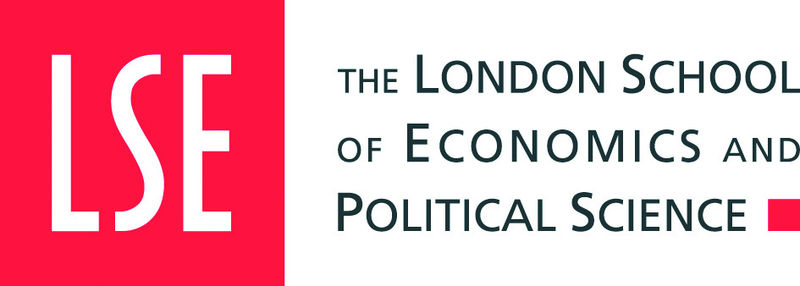 LSE
THE LONDON SCHOOL
OF ECONOMICS AND
POLITICAL SCIENCE